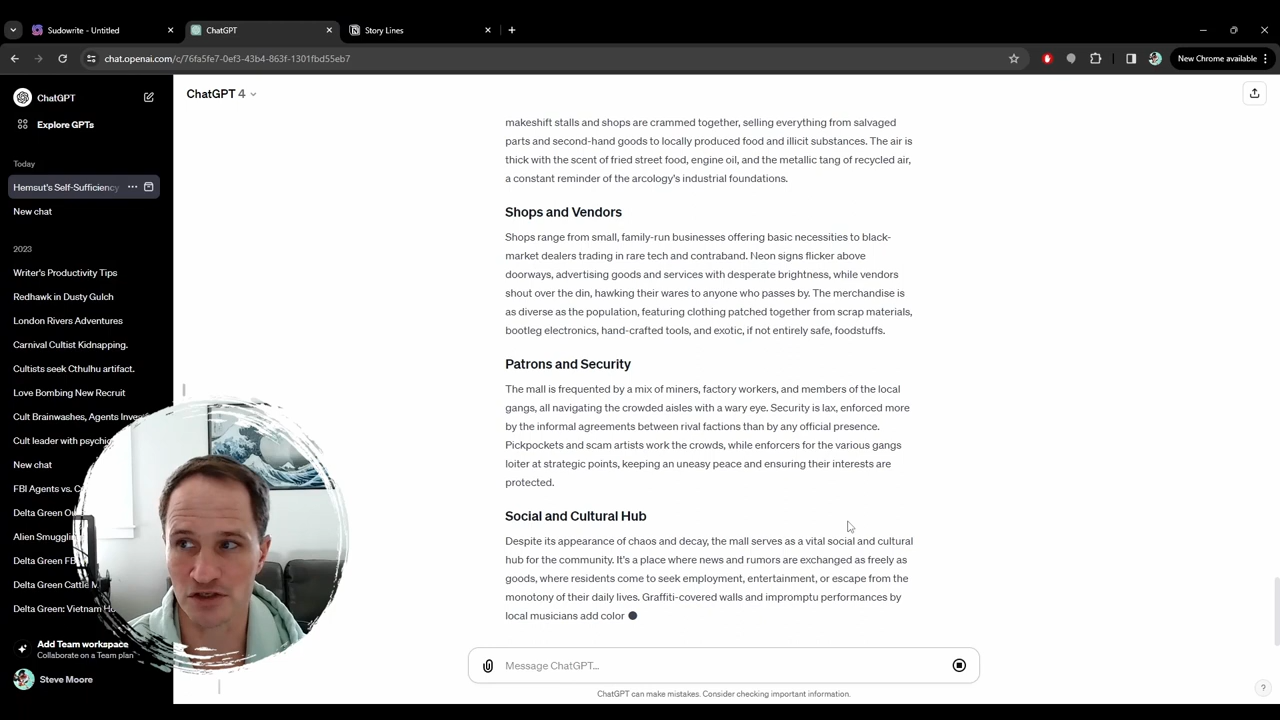 Sudowrite - Untitled
ChatGPT
Story Lines
chat.openai.com/c/76fa5fe7-0ef3-43b4-863f-1301fbd55eb7
New Chrome available
ChatGPT
Explore GPTs
Today
Hemsut's Self-Sufficiency
New chat
2023
Writer's Productivity Tips
Redhawk in Dusty Gulch
London Rivers Adventures
Carnival Cultist Kidnapping.
Cultists seek Cthulhu artifact.
Love Bombing New Recruit
Cult Brainwashes, Agents Inve
Cult leader with psychic
New chat
FBI Agents vs. C
Delta Green O
Alien Smugglin
Delta Green FE
Delta Green Cattle M
Delta Green: Vietnam Ho
Add Team workspace
Collaborate on a Team plan
Steve Moore
ChatGPT 4
makeshift stalls and shops are crammed together, selling everything from salvaged
parts and second-hand goods to locally produced food and illicit substances. The air is
thick with the scent of fried street food, engine oil, and the metallic tang of recycled air,
a constant reminder of the arcology's industrial foundations.
Shops and Vendors
Shops range from small, family-run businesses offering basic necessities to black-
market dealers trading in rare tech and contraband. Neon signs flicker above
doorways, advertising goods and services with desperate brightness, while vendors
shout over the din, hawking their wares to anyone who passes by. The merchandise is
as diverse as the population, featuring clothing patched together from scrap materials,
bootleg electronics, hand-crafted tools, and exotic, if not entirely safe, foodstuffs.
Patrons and Security
The mall is frequented by a mix of miners, factory workers, and members of the local
gangs, all navigating the crowded aisles with a wary eye. Security is lax, enforced more
by the informal agreements between rival factions than by any official presence.
Pickpockets and scam artists work the crowds, while enforcers for the various gangs
loiter at strategic points, keeping an uneasy peace and ensuring their interests are
protected.
Social and Cultural Hub
Despite its appearance of chaos and decay, the mall serves as a vital social and cultural
hub for the community. It's a place where news and rumors are exchanged as freely as
goods, where residents come to seek employment, entertainment, or escape from the
monotony of their daily lives. Graffiti-covered walls and impromptu performances by
local musicians add color
Message ChatGPT...
ChatGPT can make mistakes. Consider checking important information.
?